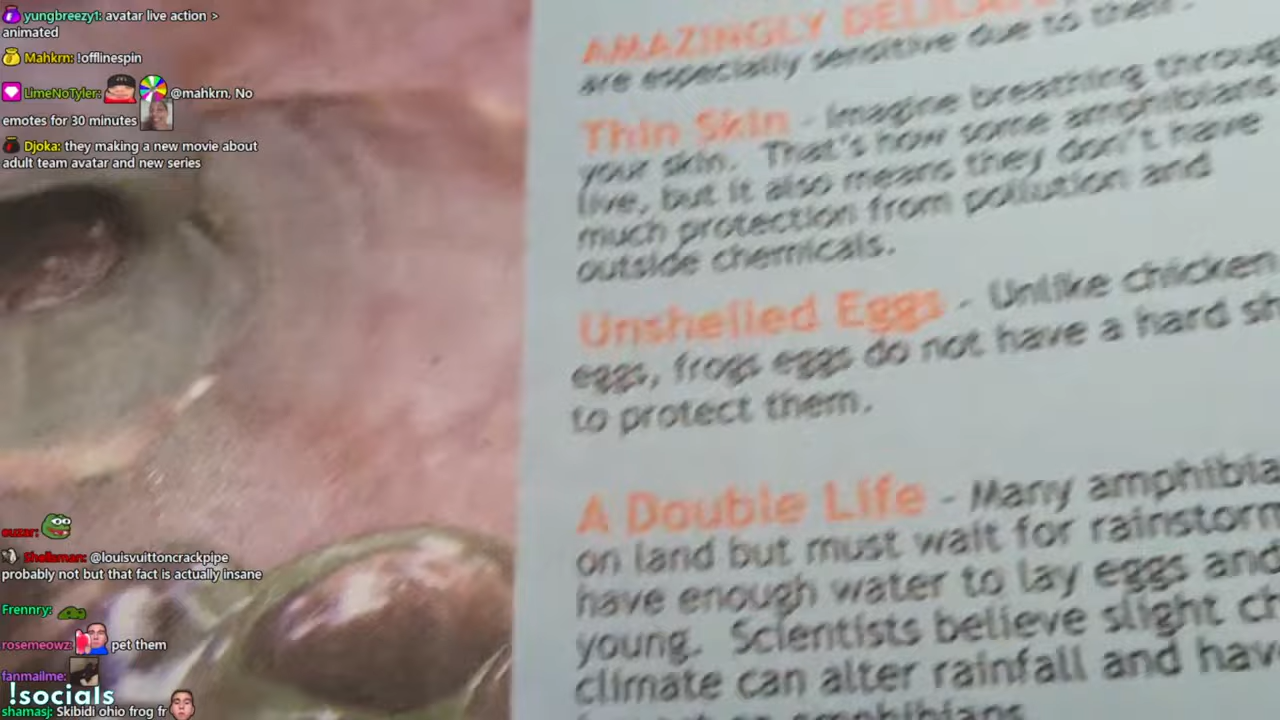 yungbreezy1: avatar live action >
animated
Mahkrn: !offlinespin
LimeNoTyler: @mahkrn, No
emotes for 30 minutes
Djoka: they making a new movie about
adult team avatar and new series
euzar:
Shellsman: @louisvuittoncrackpipe
probably not but that fact is actually insane
Frennry:
rosemeowz: pet them
fanmailme:
!socials
shamasj: Skibidi ohio frog fr
AMAZINGLY
are especially sensitive due to their
Thin Skin - Imagine breathing throug
your skin. That's how some amphibians
live, but it also means they don't have
much protection from pollution and
outside chemicals.
Unshelled Eggs - Unlike chicken
eggs, frogs eggs do not have a hard sh
to protect them.
A Double Life - Many amphibia
on land but must wait for rainstorm
have enough water to lay eggs and
young. Scientists believe slight ch
climate can alter rainfall and hav
amphibians